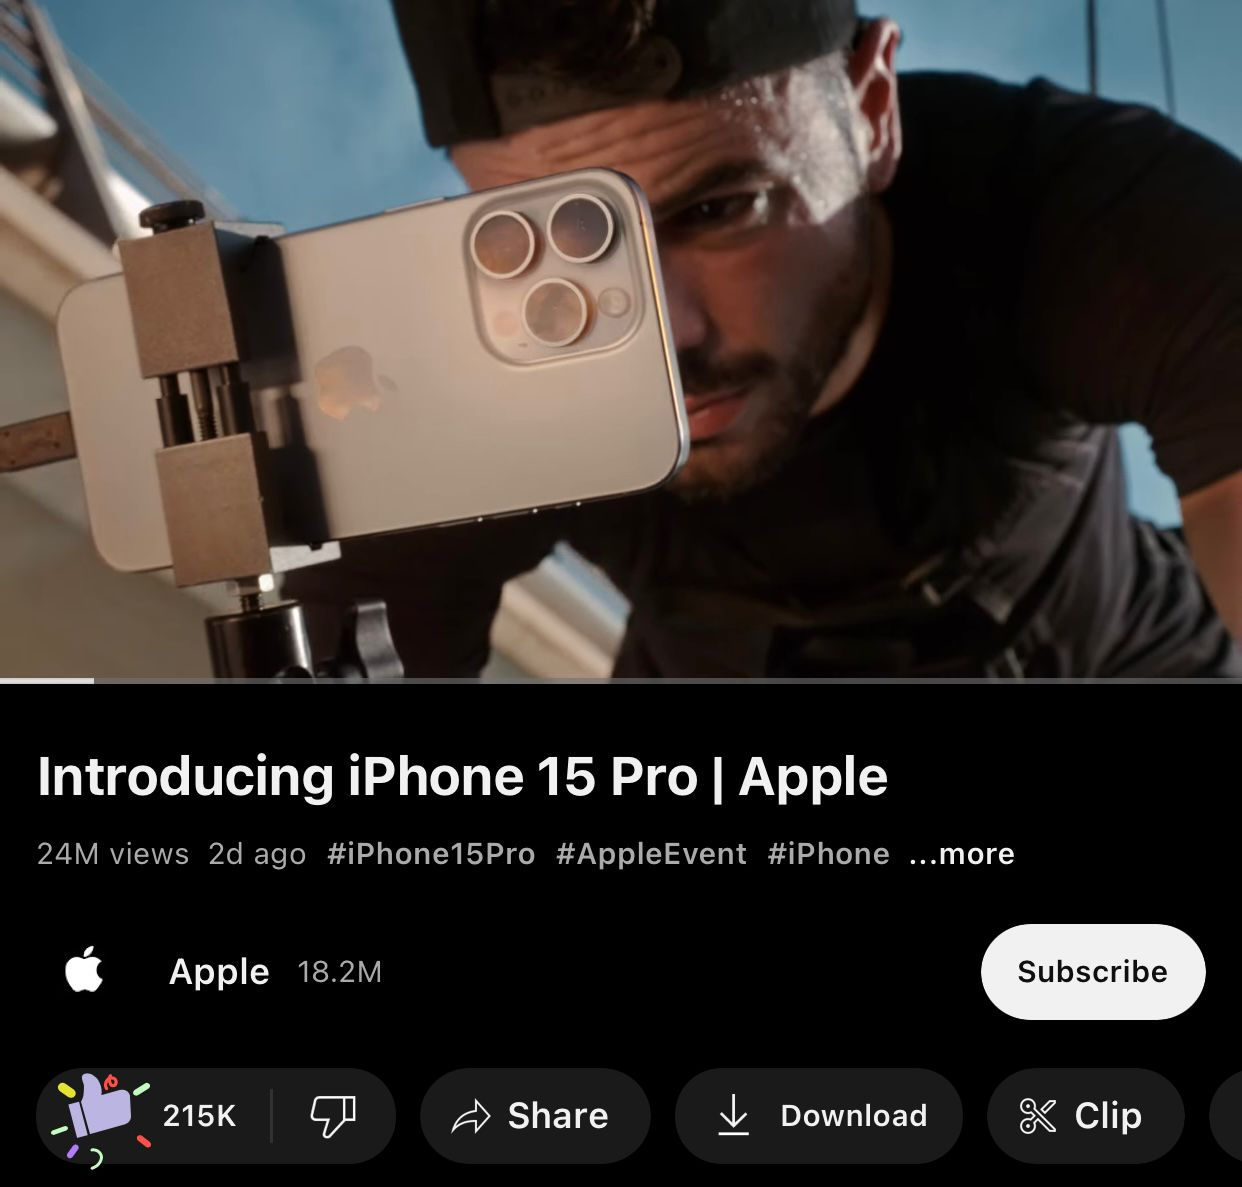 Introducing iPhone 15 Pro | Apple
24M views 2d ago #iPhone15Pro #AppleEvent #iPhone ...more
Apple 18.2M Subscribe
215K Share Download Clip